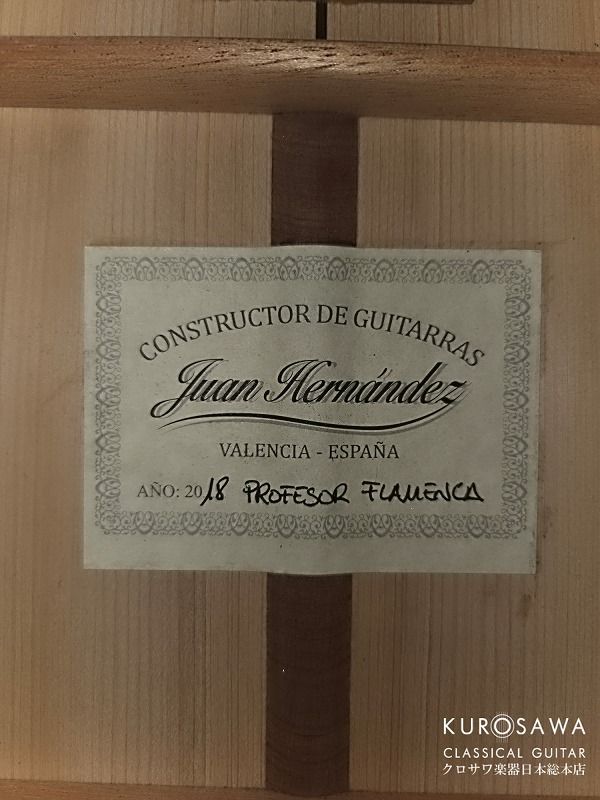 CONSTRUCTOR DE GUITARRAS
Juan Hernández
VALENCIA - ESPAÑA
AÑO: 2018 PROFESOR FLAMENCA
KUROSAWA
CLASSICAL GUITAR
クロサワ楽器日本総本店